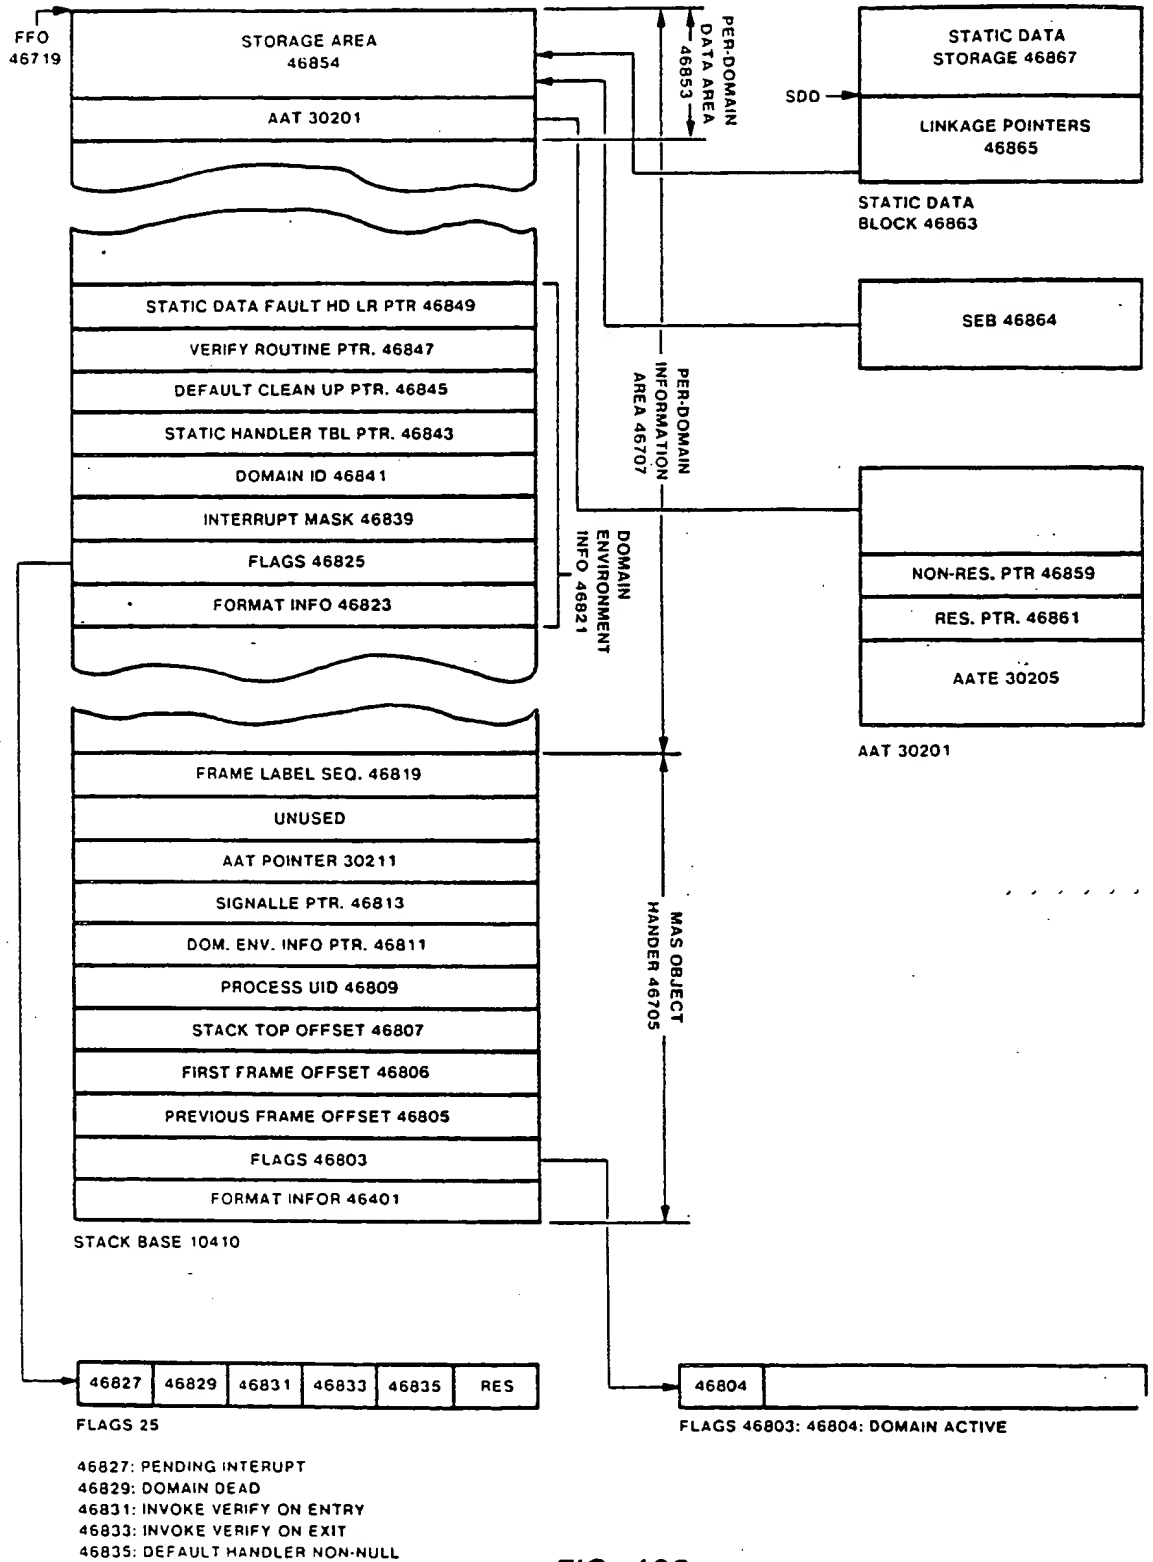 FFO
46719
STORAGE AREA
46854
AAT 30201
PER-DOMAIN
DATA AREA
46853
STATIC DATA
STORAGE 46867
SDO
LINKAGE POINTERS
46865
STATIC DATA
BLOCK 46863
STATIC DATA FAULT HD LR PTR 46849
VERIFY ROUTINE PTR. 46847
DEFAULT CLEAN UP PTR. 46845
STATIC HANDLER TBL PTR. 46843
DOMAIN ID 46841
INTERRUPT MASK 46839
FLAGS 46825
FORMAT INFO 46823
DOMAIN
ENVIRONMENT
INFO 46821
PER-DOMAIN
INFORMATION
AREA 46707
SEB 46864
NON-RES. PTR 46859
RES. PTR. 46861
AATE 30205
AAT 30201
FRAME LABEL SEQ. 46819
UNUSED
AAT POINTER 30211
SIGNALLE PTR. 46813
DOM. ENV. INFO PTR. 46811
PROCESS UID 46809
STACK TOP OFFSET 46807
FIRST FRAME OFFSET 46806
PREVIOUS FRAME OFFSET 46805
FLAGS 46803
FORMAT INFOR 46401
MAS OBJECT
HANDER 46705
STACK BASE 10410
46827 46829 46831 46833 46835 RES
FLAGS 25
46804
FLAGS 46803: 46804: DOMAIN ACTIVE
46827: PENDING INTERUPT
46829: DOMAIN DEAD
46831: INVOKE VERIFY ON ENTRY
46833: INVOKE VERIFY ON EXIT
46835: DEFAULT HANDLER NON-NULL